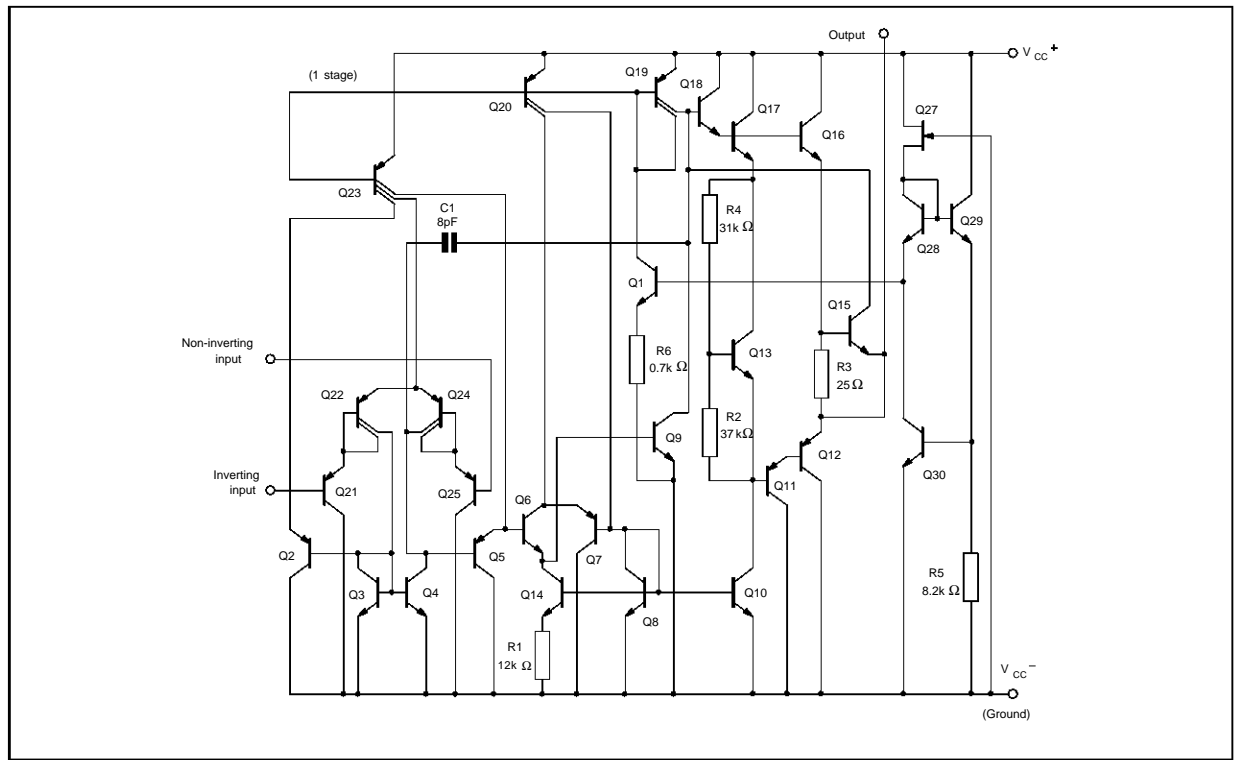 Output
V CC +
(1 stage)
Q19
Q18
Q20
Q17
Q16
Q27
Q23
C1
8pF
R4
31k Ω
Q29
Q28
Q1
Q15
Non-inverting
input
R6
0.7k Ω
Q13
R3
25 Ω
Q22
Q24
R2
37 kΩ
Q9
Q12
Inverting
input
Q21
Q25
Q30
Q11
Q6
Q2
Q5
Q7
Q3
Q4
Q14
Q8
Q10
R5
8.2k Ω
R1
12k Ω
V CC −
(Ground)